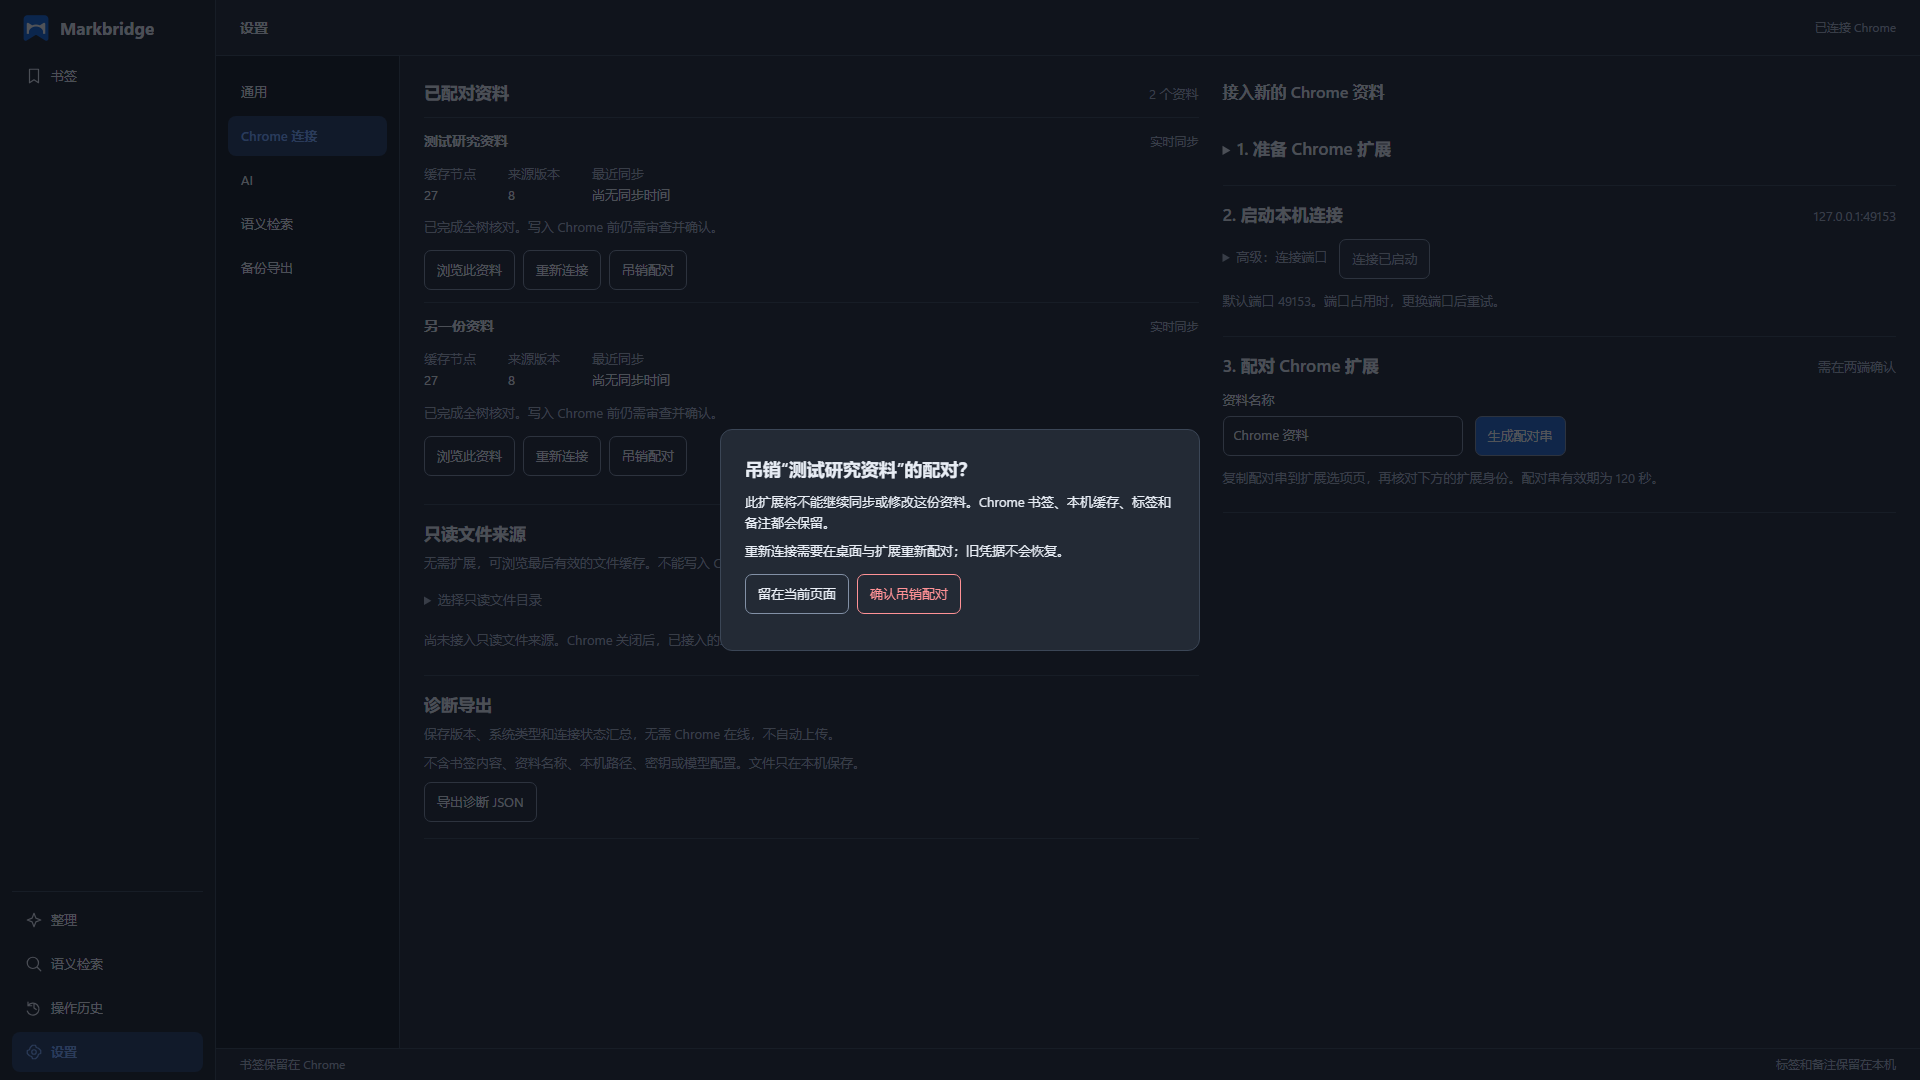 Markbridge
书签
整理
语义检索
操作历史
设置
设置
已连接 Chrome
通用
Chrome 连接
AI
语义检索
备份导出
已配对资料
2 个资料
测试研究资料
实时同步
缓存节点 来源版本 最近同步
27 8 尚无同步时间
已完成全树核对。写入 Chrome 前仍需审查并确认。
浏览此资料 重新连接 吊销配对
另一份资料
实时同步
缓存节点 来源版本 最近同步
27 8 尚无同步时间
已完成全树核对。写入 Chrome 前仍需审查并确认。
浏览此资料 重新连接 吊销配对
只读文件来源
无需扩展，可浏览最后有效的文件缓存。不能写入 C
选择只读文件目录
尚未接入只读文件来源。Chrome 关闭后，已接入的
诊断导出
保存版本、系统类型和连接状态汇总，无需 Chrome 在线，不自动上传。
不含书签内容、资料名称、本机路径、密钥或模型配置。文件只在本机保存。
导出诊断 JSON
接入新的 Chrome 资料
1. 准备 Chrome 扩展
2. 启动本机连接
127.0.0.1:49153
高级：连接端口 连接已启动
默认端口 49153。端口占用时，更换端口后重试。
3. 配对 Chrome 扩展
需在两端确认
资料名称
Chrome 资料 生成配对串
复制配对串到扩展选项页，再核对下方的扩展身份。配对串有效期为 120 秒。
吊销“测试研究资料”的配对？
此扩展将不能继续同步或修改这份资料。Chrome 书签、本机缓存、标签和
备注都会保留。
重新连接需要在桌面与扩展重新配对；旧凭据不会恢复。
留在当前页面 确认吊销配对
书签保留在 Chrome
标签和备注保留在本机